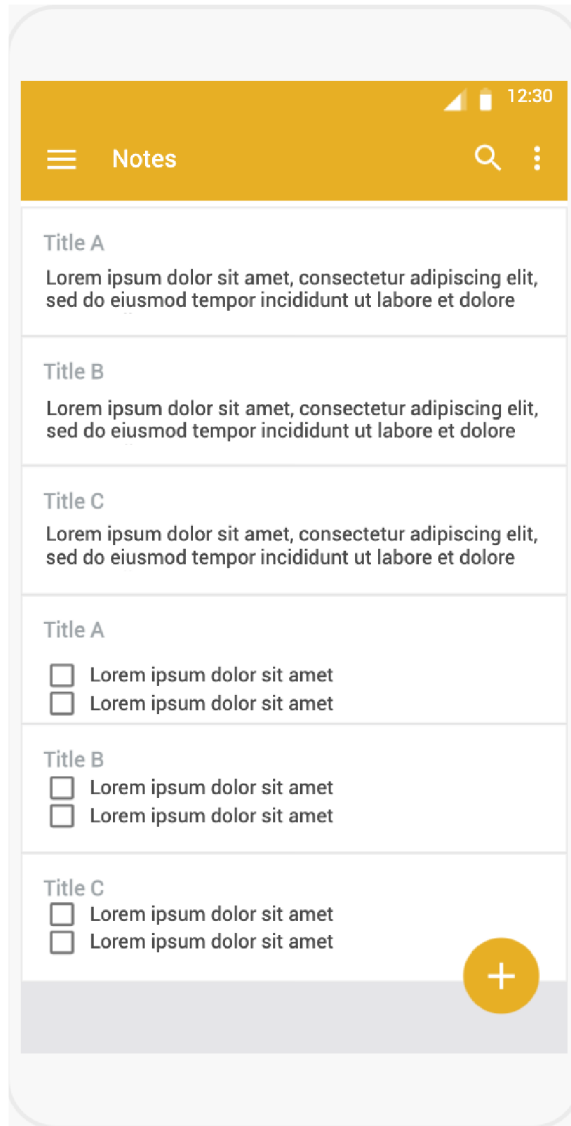 12:30
Notes
Title A
Lorem ipsum dolor sit amet, consectetur adipiscing elit,
sed do eiusmod tempor incididunt ut labore et dolore
Title B
Lorem ipsum dolor sit amet, consectetur adipiscing elit,
sed do eiusmod tempor incididunt ut labore et dolore
Title C
Lorem ipsum dolor sit amet, consectetur adipiscing elit,
sed do eiusmod tempor incididunt ut labore et dolore
Title A
Lorem ipsum dolor sit amet
Lorem ipsum dolor sit amet
Title B
Lorem ipsum dolor sit amet
Lorem ipsum dolor sit amet
Title C
Lorem ipsum dolor sit amet
Lorem ipsum dolor sit amet